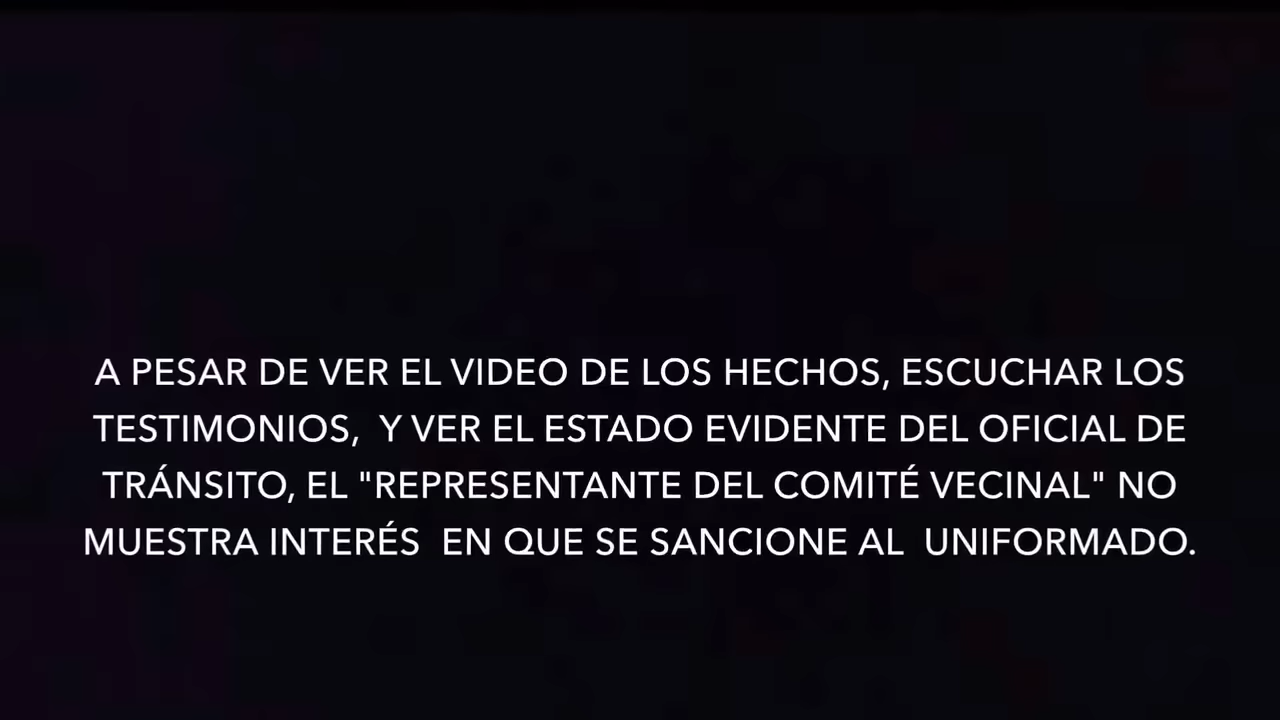 A PESAR DE VER EL VIDEO DE LOS HECHOS, ESCUCHAR LOS
TESTIMONIOS,  Y VER EL ESTADO EVIDENTE DEL OFICIAL DE
TRÁNSITO, EL "REPRESENTANTE DEL COMITÉ VECINAL" NO
MUESTRA INTERÉS  EN QUE SE SANCIONE AL  UNIFORMADO.